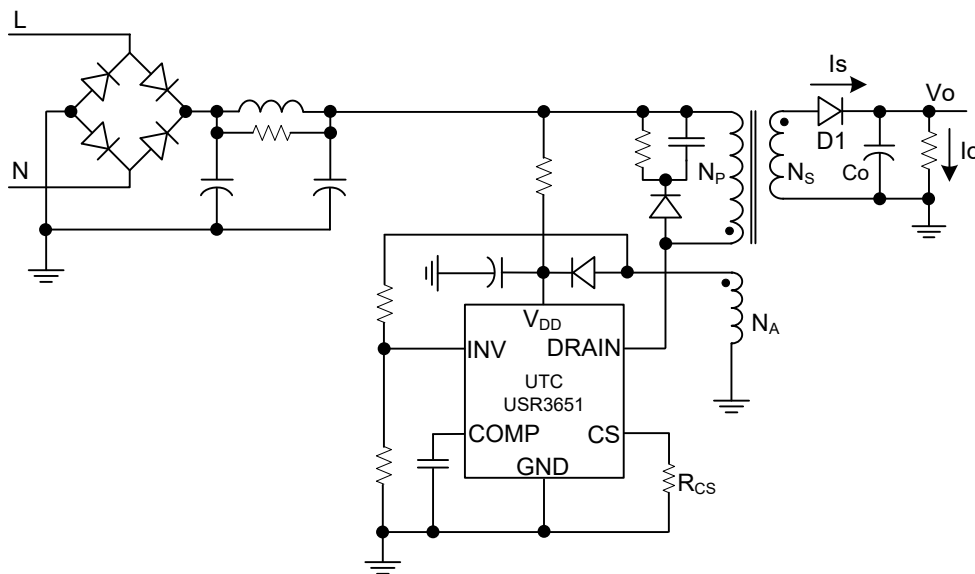 L
N
Is
Vo
D1
Co
Io
NP
NS
NA
VDD
INV
DRAIN
UTC
USR3651
COMP
CS
GND
RCS